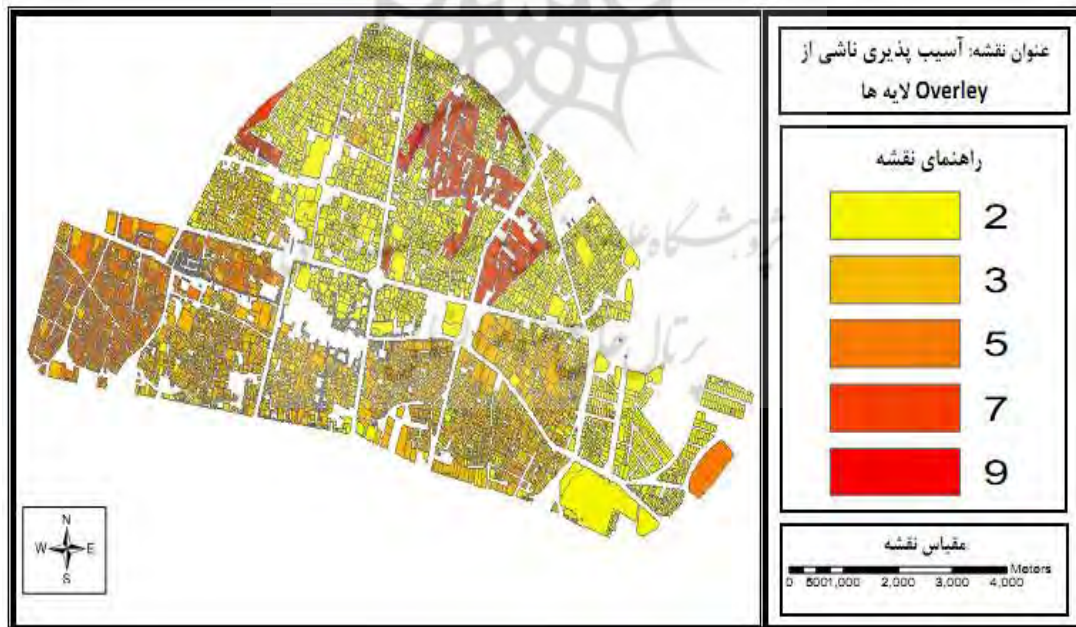 عنوان نقشه: آسیب پذیری ناشی از
Overley لایه ها
راهنمای نقشه
2
3
5
7
9
مقیاس نقشه
Meters
0 500 1,000 2,000 3,000 4,000
N
W E
S
پرتال